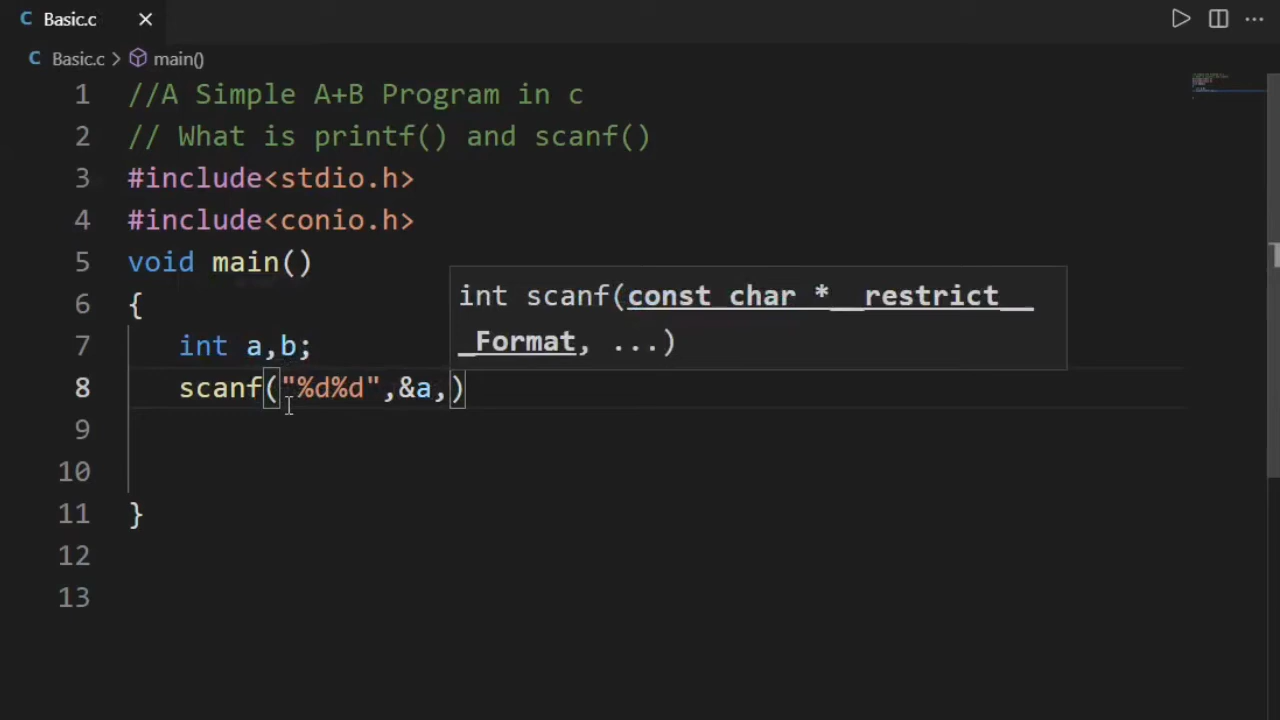 C Basic.c ×
C Basic.c > main()
1 //A Simple A+B Program in c
2 // What is printf() and scanf()
3 #include<stdio.h>
4 #include<conio.h>
5 void main()
6 {
7 int a,b;
8 scanf("%d%d",&a,)
9
10
11 }
12
13
int scanf(const char *__restrict__
_Format, ...)